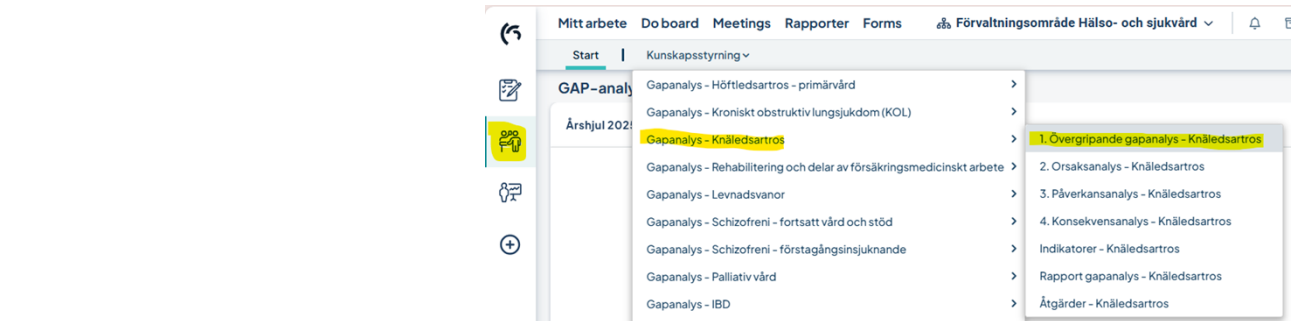 Mitt arbete Do board Meetings Rapporter Forms Förvaltningsområde Hälso- och sjukvård
Start Kunskapsstyrning
GAP-analy
Årshjul 202
Gapanalys - Höftledsartros - primärvård
Gapanalys - Kroniskt obstruktiv lungsjukdom (KOL)
Gapanalys - Knäledsartros
Gapanalys - Rehabilitering och delar av försäkringsmedicinskt arbete
Gapanalys - Levnadsvanor
Gapanalys - Schizofreni - fortsatt vård och stöd
Gapanalys - Schizofreni - förstagångsinsjuknande
Gapanalys - Palliativ vård
Gapanalys - IBD
1. Övergripande gapanalys - Knäledsartros
2. Orsaksanalys - Knäledsartros
3. Påverkansanalys - Knäledsartros
4. Konsekvensanalys - Knäledsartros
Indikatorer - Knäledsartros
Rapport gapanalys - Knäledsartros
Åtgärder - Knäledsartros